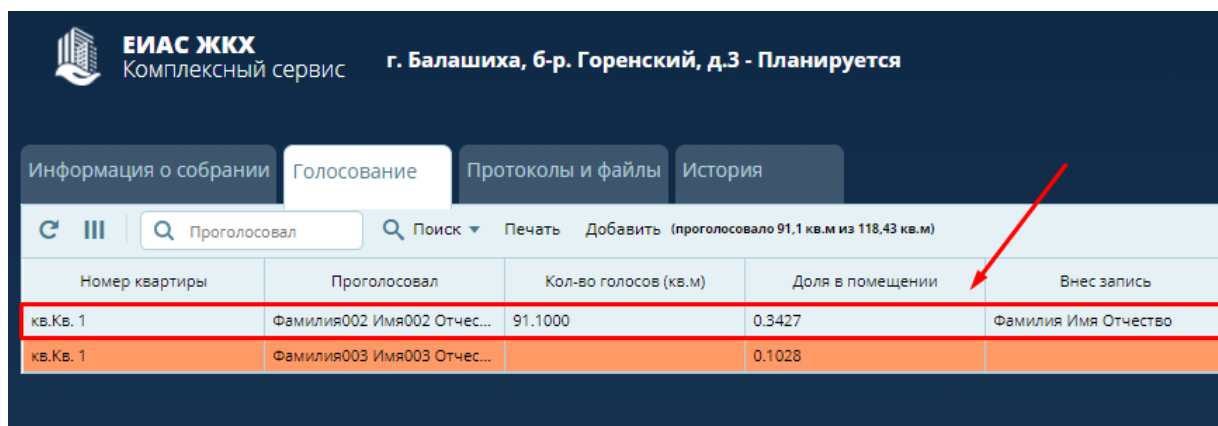 ЕИАС ЖКХ
Комплексный сервис
г. Балашиха, б-р. Горенский, д.3 - Планируется
Информация о собрании Голосование Протоколы и файлы История
Проголосовал Поиск Печать Добавить (проголосовало 91,1 кв.м из 118,43 кв.м)
Номер квартиры Проголосовал Кол-во голосов (кв.м) Доля в помещении Внес запись
кв.Кв. 1 Фамилия002 Имя002 Отчес... 91.1000 0.3427 Фамилия Имя Отчество
кв.Кв. 1 Фамилия003 Имя003 Отчес... 0.1028